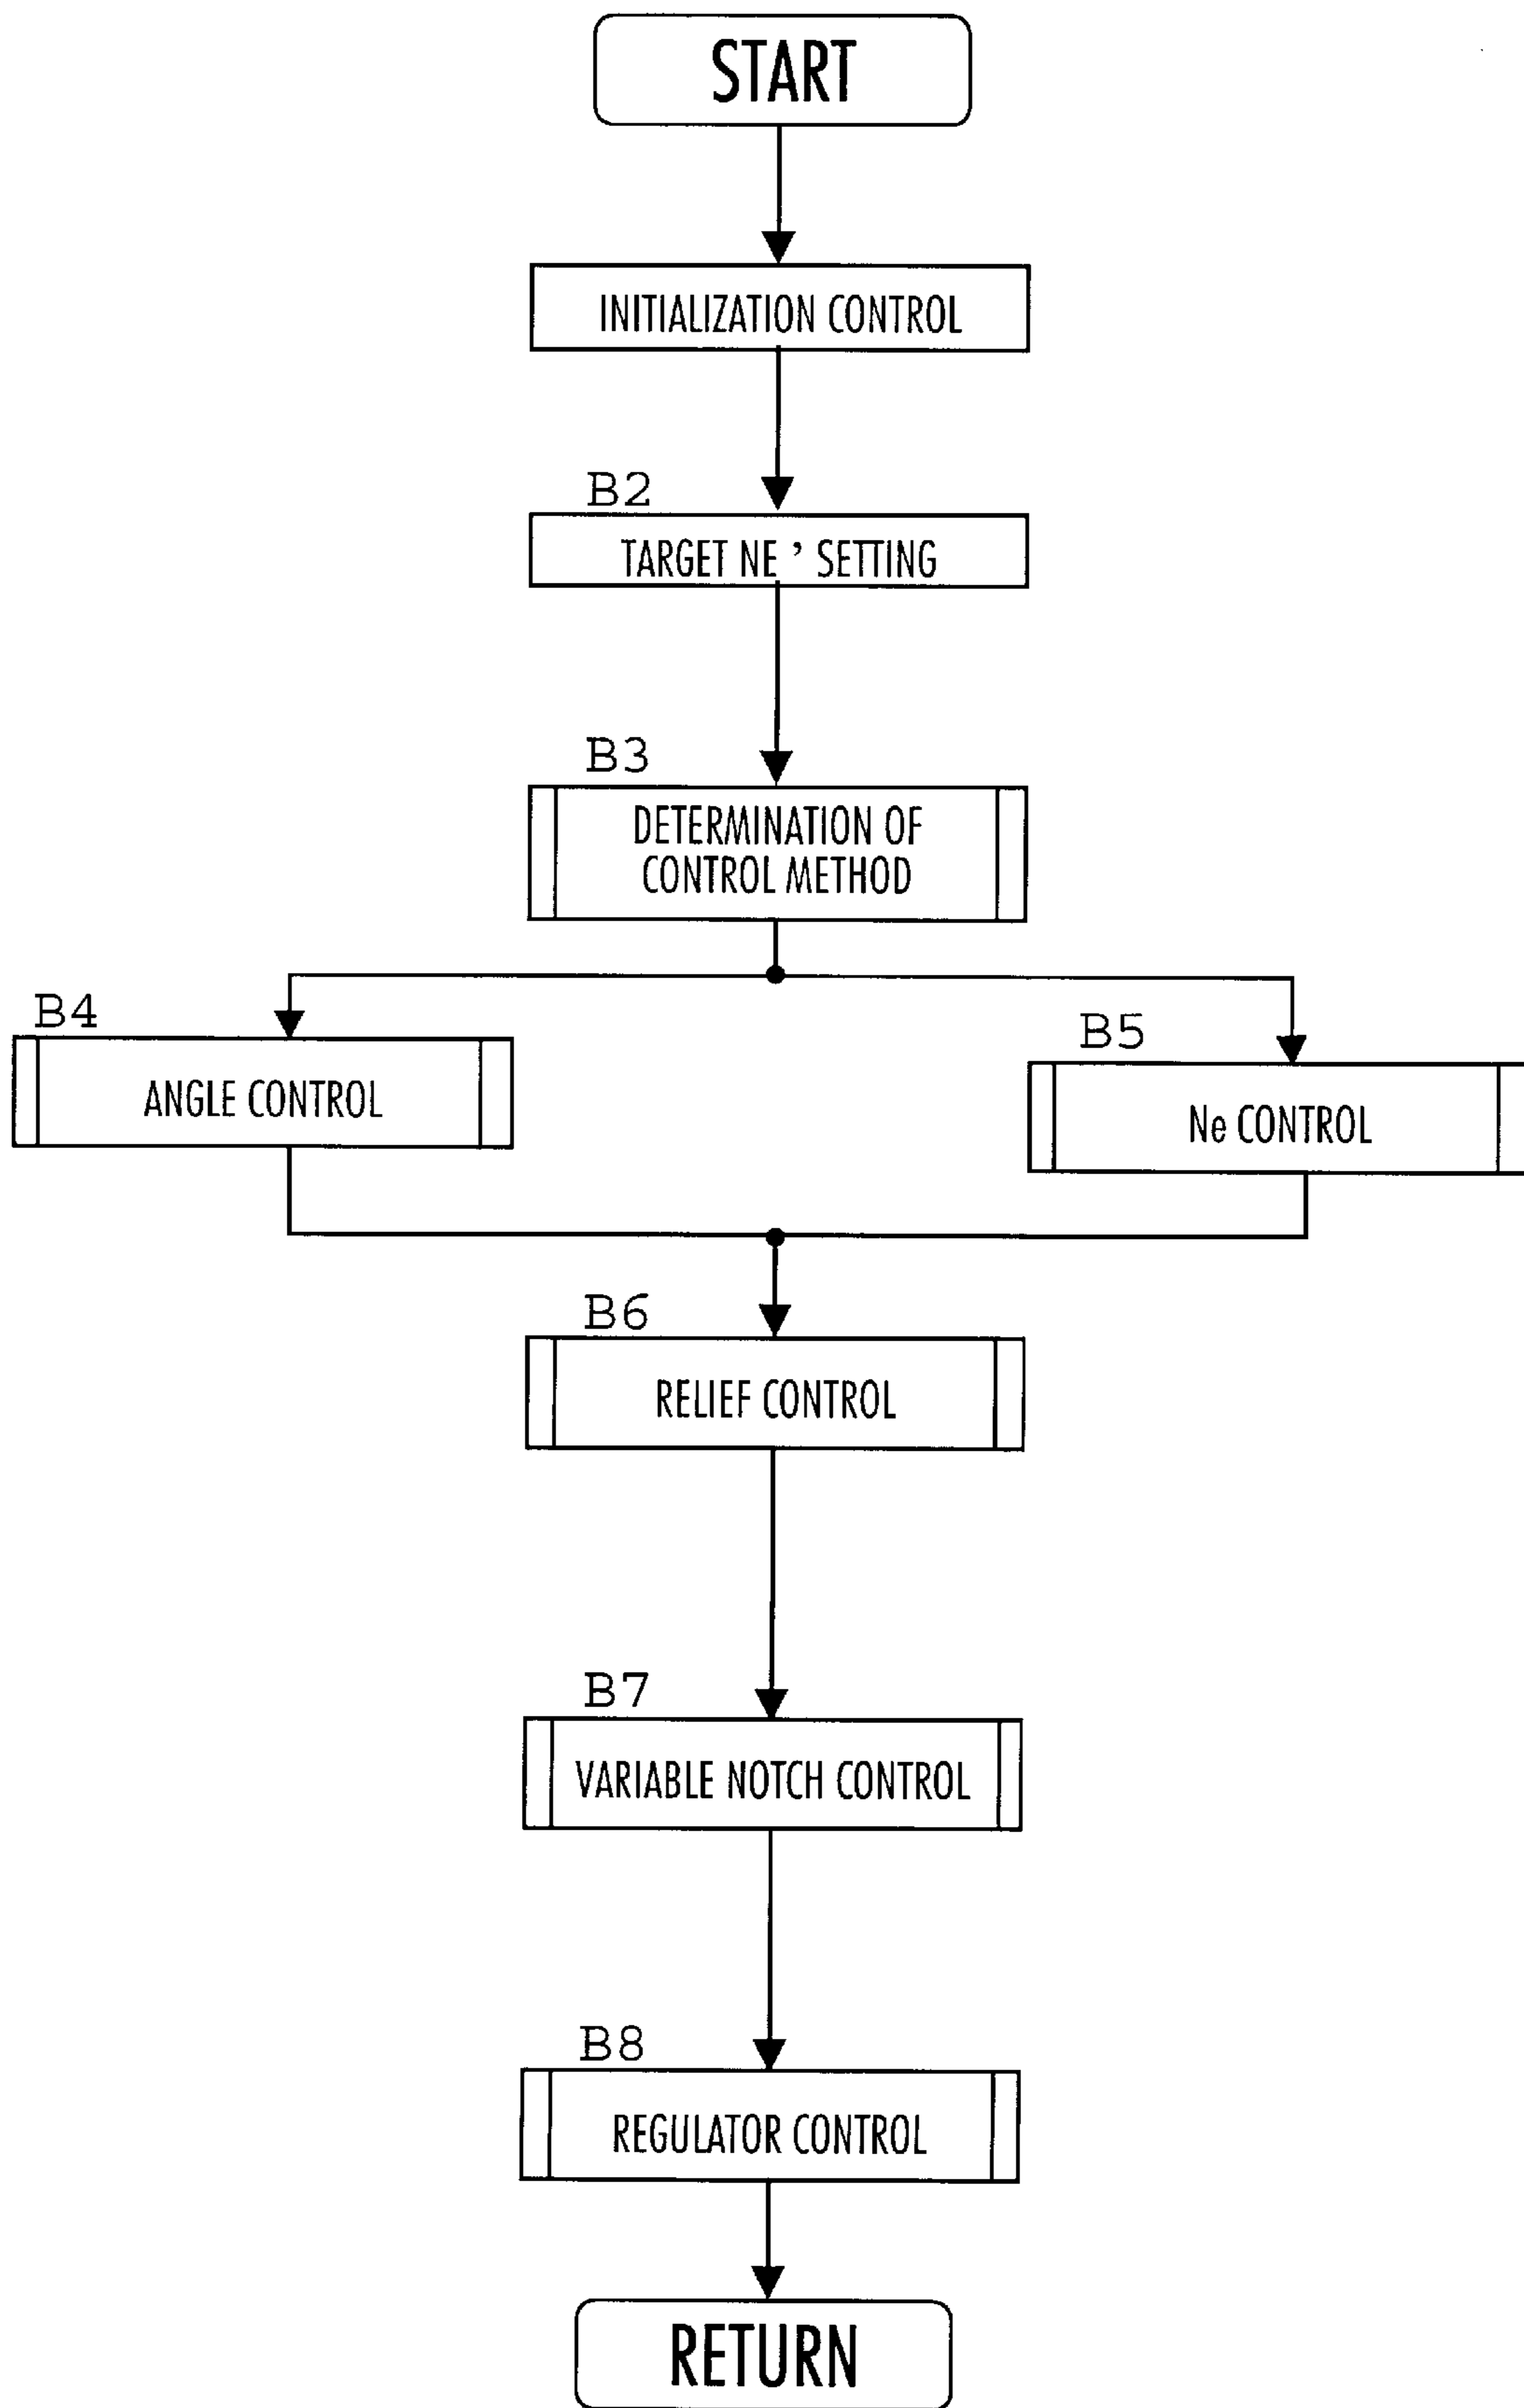 START
INITIALIZATION CONTROL
B2
TARGET NE ' SETTING
B3
DETERMINATION OF
CONTROL METHOD
B4
ANGLE CONTROL
B5
Ne CONTROL
B6
RELIEF CONTROL
B7
VARIABLE NOTCH CONTROL
B8
REGULATOR CONTROL
RETURN